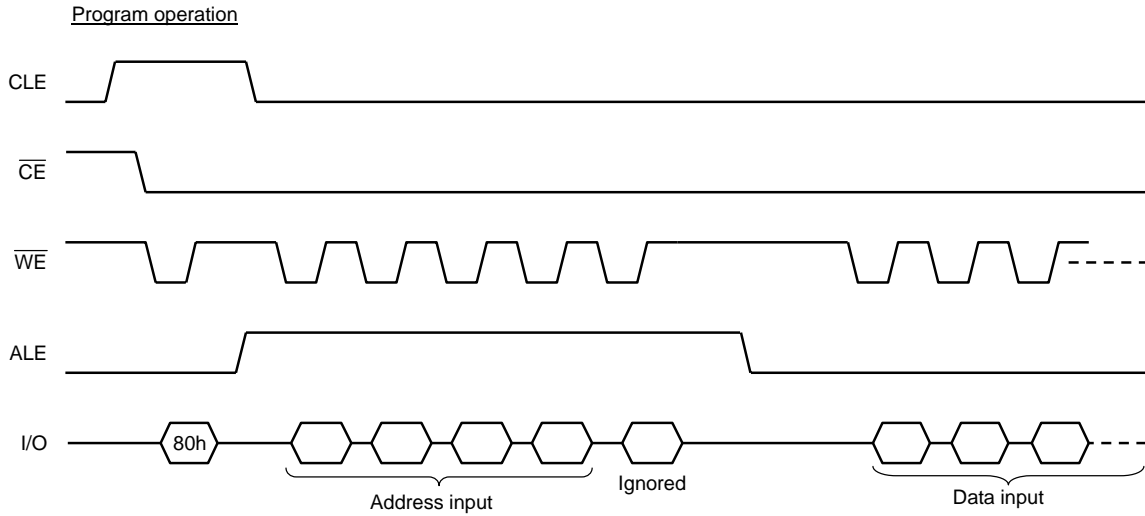 Program operation
CLE
CE
WE
ALE
I/O
80h
Address input
Ignored
Data input